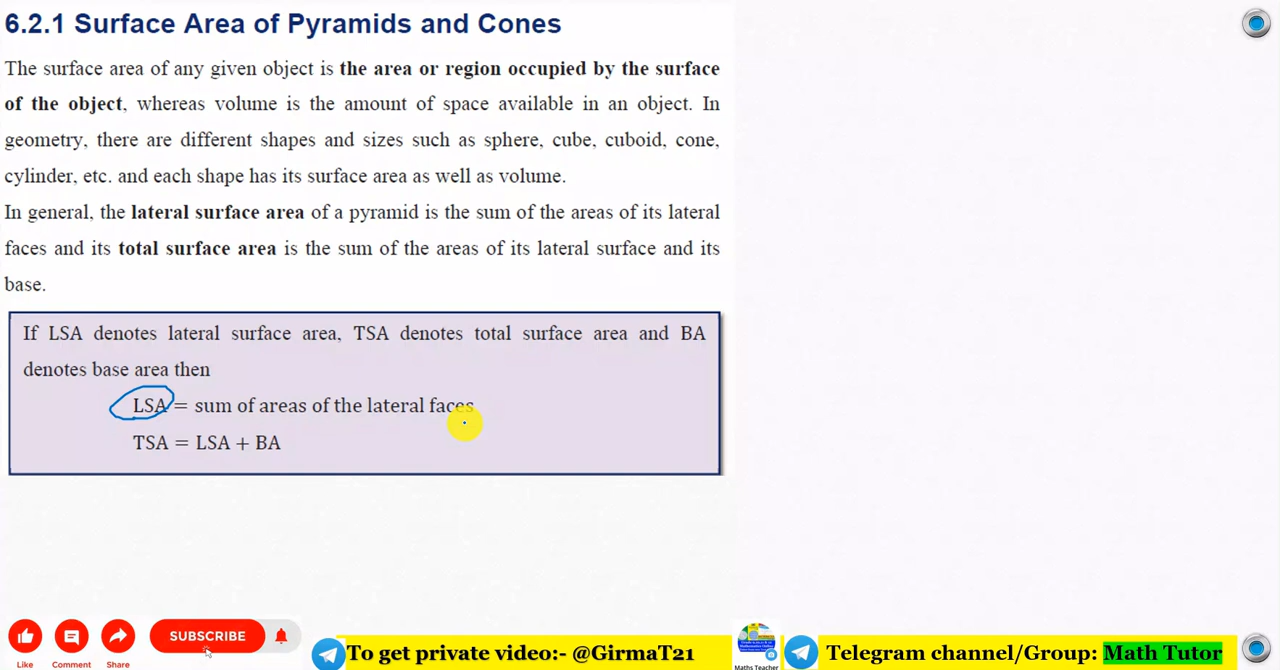 6.2.1 Surface Area of Pyramids and Cones
The surface area of any given object is the area or region occupied by the surface
of the object, whereas volume is the amount of space available in an object. In
geometry, there are different shapes and sizes such as sphere, cube, cuboid, cone,
cylinder, etc. and each shape has its surface area as well as volume.
In general, the lateral surface area of a pyramid is the sum of the areas of its lateral
faces and its total surface area is the sum of the areas of its lateral surface and its
base.
If LSA denotes lateral surface area, TSA denotes total surface area and BA
denotes base area then
LSA = sum of areas of the lateral faces
TSA = LSA + BA
SUBSCRIBE
Like Comment Share
To get private video:- @GirmaT21
Maths Teacher
Telegram channel/Group: Math Tutor